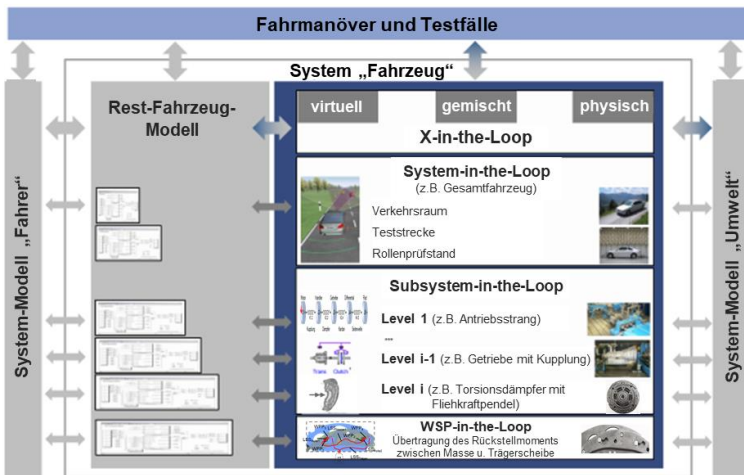 Fahrmanöver und Testfälle
System „Fahrzeug“
System-Modell „Fahrer“
Rest-Fahrzeug-
Modell
virtuell
gemischt
physisch
X-in-the-Loop
System-in-the-Loop
(z.B. Gesamtfahrzeug)
Verkehrsraum
Teststrecke
Rollenprüfstand
Subsystem-in-the-Loop
Level 1 (z.B. Antriebsstrang)
...
Level i-1 (z.B. Getriebe mit Kupplung)
Trans Clutch
Level i (z.B. Torsionsdämpfer mit
Fliehkraftpendel)
WSP-in-the-Loop
Übertragung des Rückstellmoments
zwischen Masse u. Trägerscheibe
System-Modell „Umwelt“